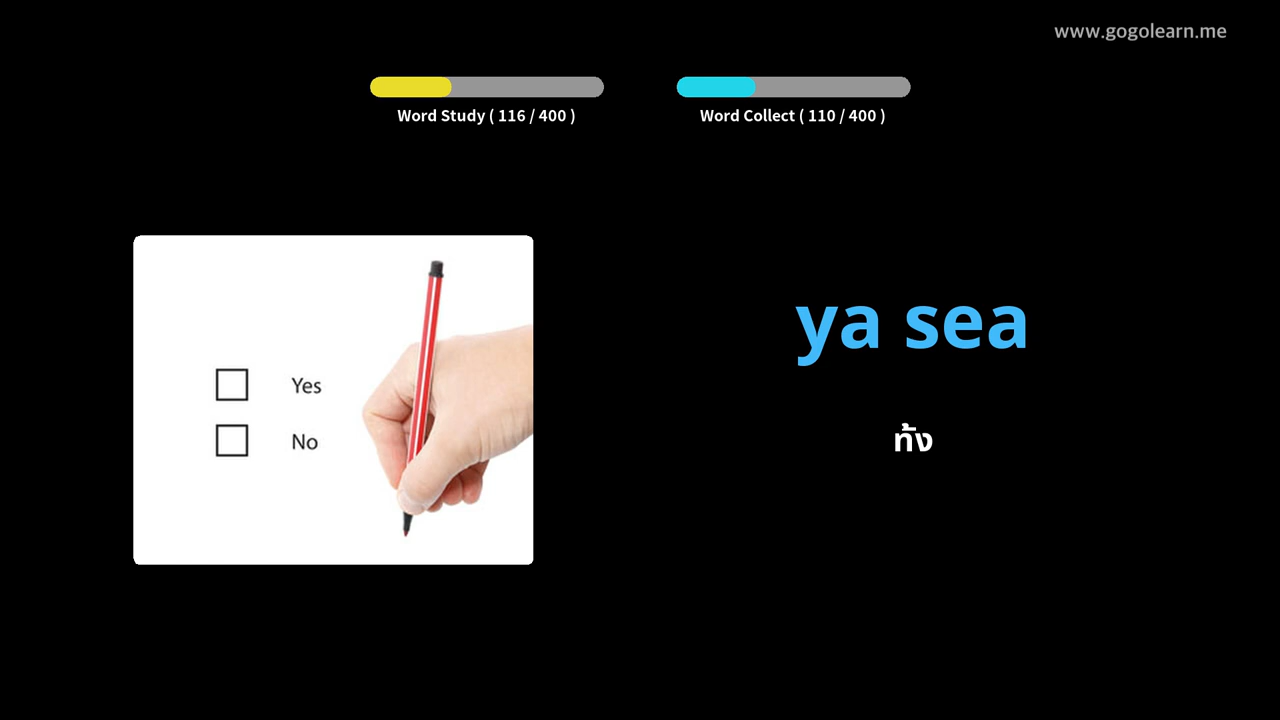 www.gogolearn.me
Word Study ( 116 / 400 )
Word Collect ( 110 / 400 )
Yes
No
ya sea
ทั้ง